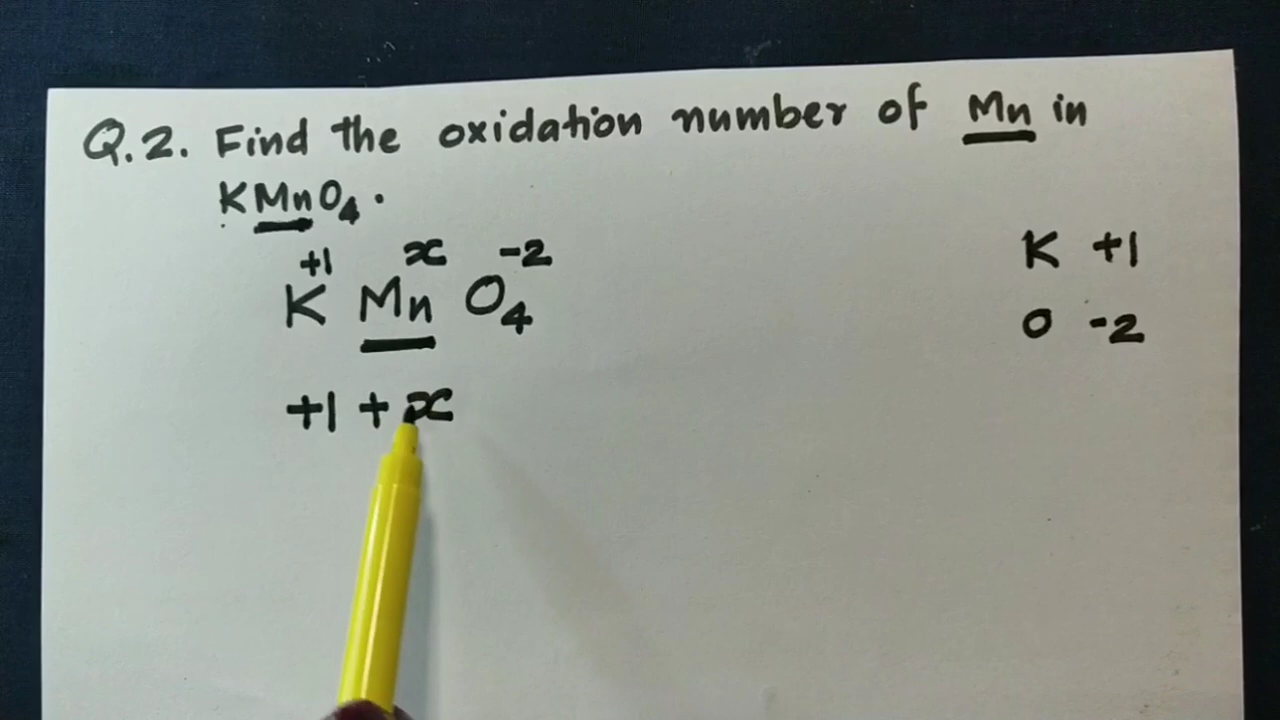 Q.2. Find the oxidation number of Mn in
KMnO4.
+1 x -2
K Mn O4
+1 + x
K +1
O -2